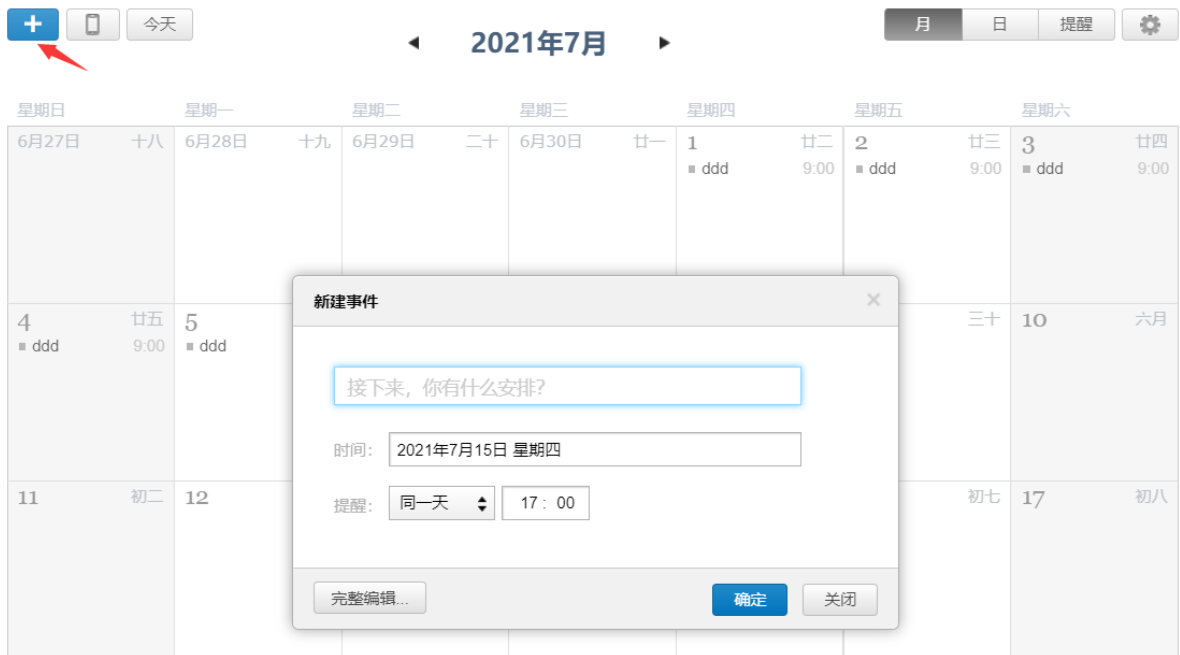 今天
2021年7月
月 日 提醒
星期日 星期一 星期二 星期三 星期四 星期五 星期六
6月27日 十八 6月28日 十九 6月29日 二十 6月30日 廿一 1 廿二 2 廿三 3 廿四
ddd 9:00 ddd 9:00 ddd 9:00
4 廿五 5 三十 10 六月
ddd 9:00 ddd
11 初二 12 初七 17 初八
新建事件
接下来，你有什么安排?
时间: 2021年7月15日 星期四
提醒: 同一天 17 : 00
完整编辑... 确定 关闭